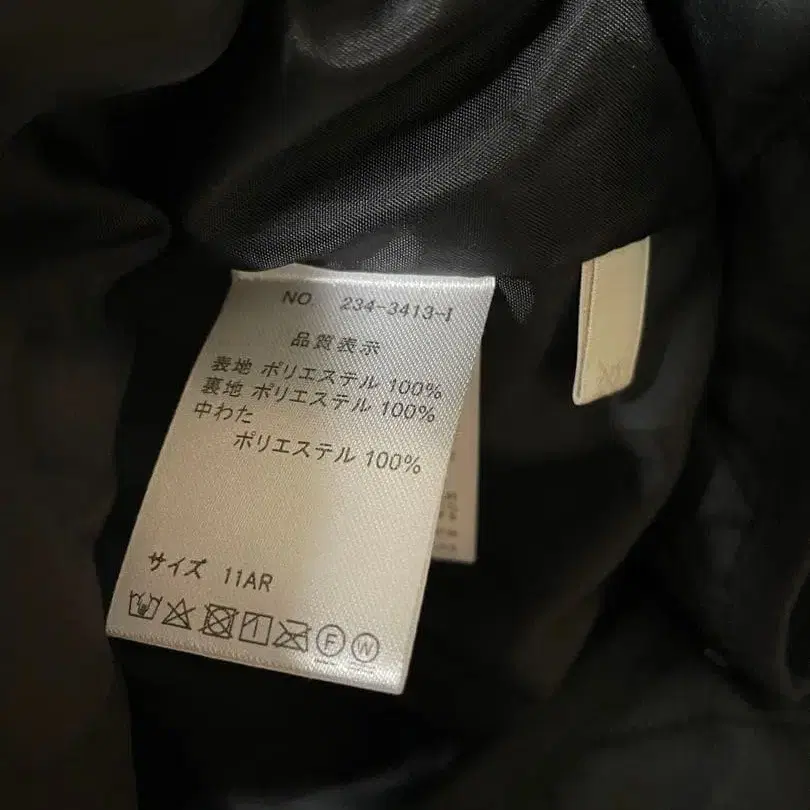 NO 234-3413-I
品質表示
表地 ポリエステル 100%
裏地 ポリエステル 100%
中わた
ポリエステル 100%
サイズ 11AR
F W